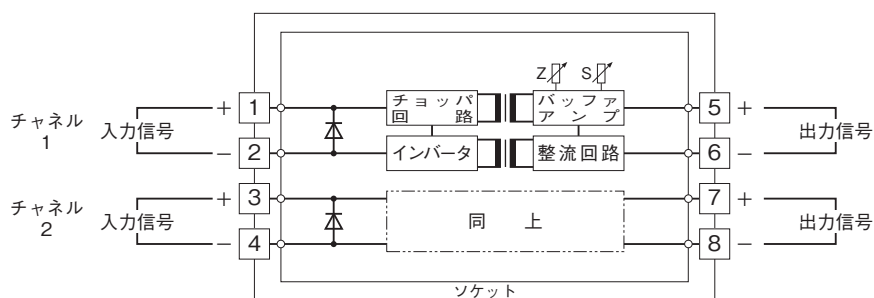 Z S
チョッパ
回路
バッファ
アンプ
チャネル
1
入力信号
+ 1
5 +
出力信号
− 2
インバータ
整流回路
6 −
チャネル
2
入力信号
+ 3
同上
7 +
出力信号
− 4
8 −
ソケット